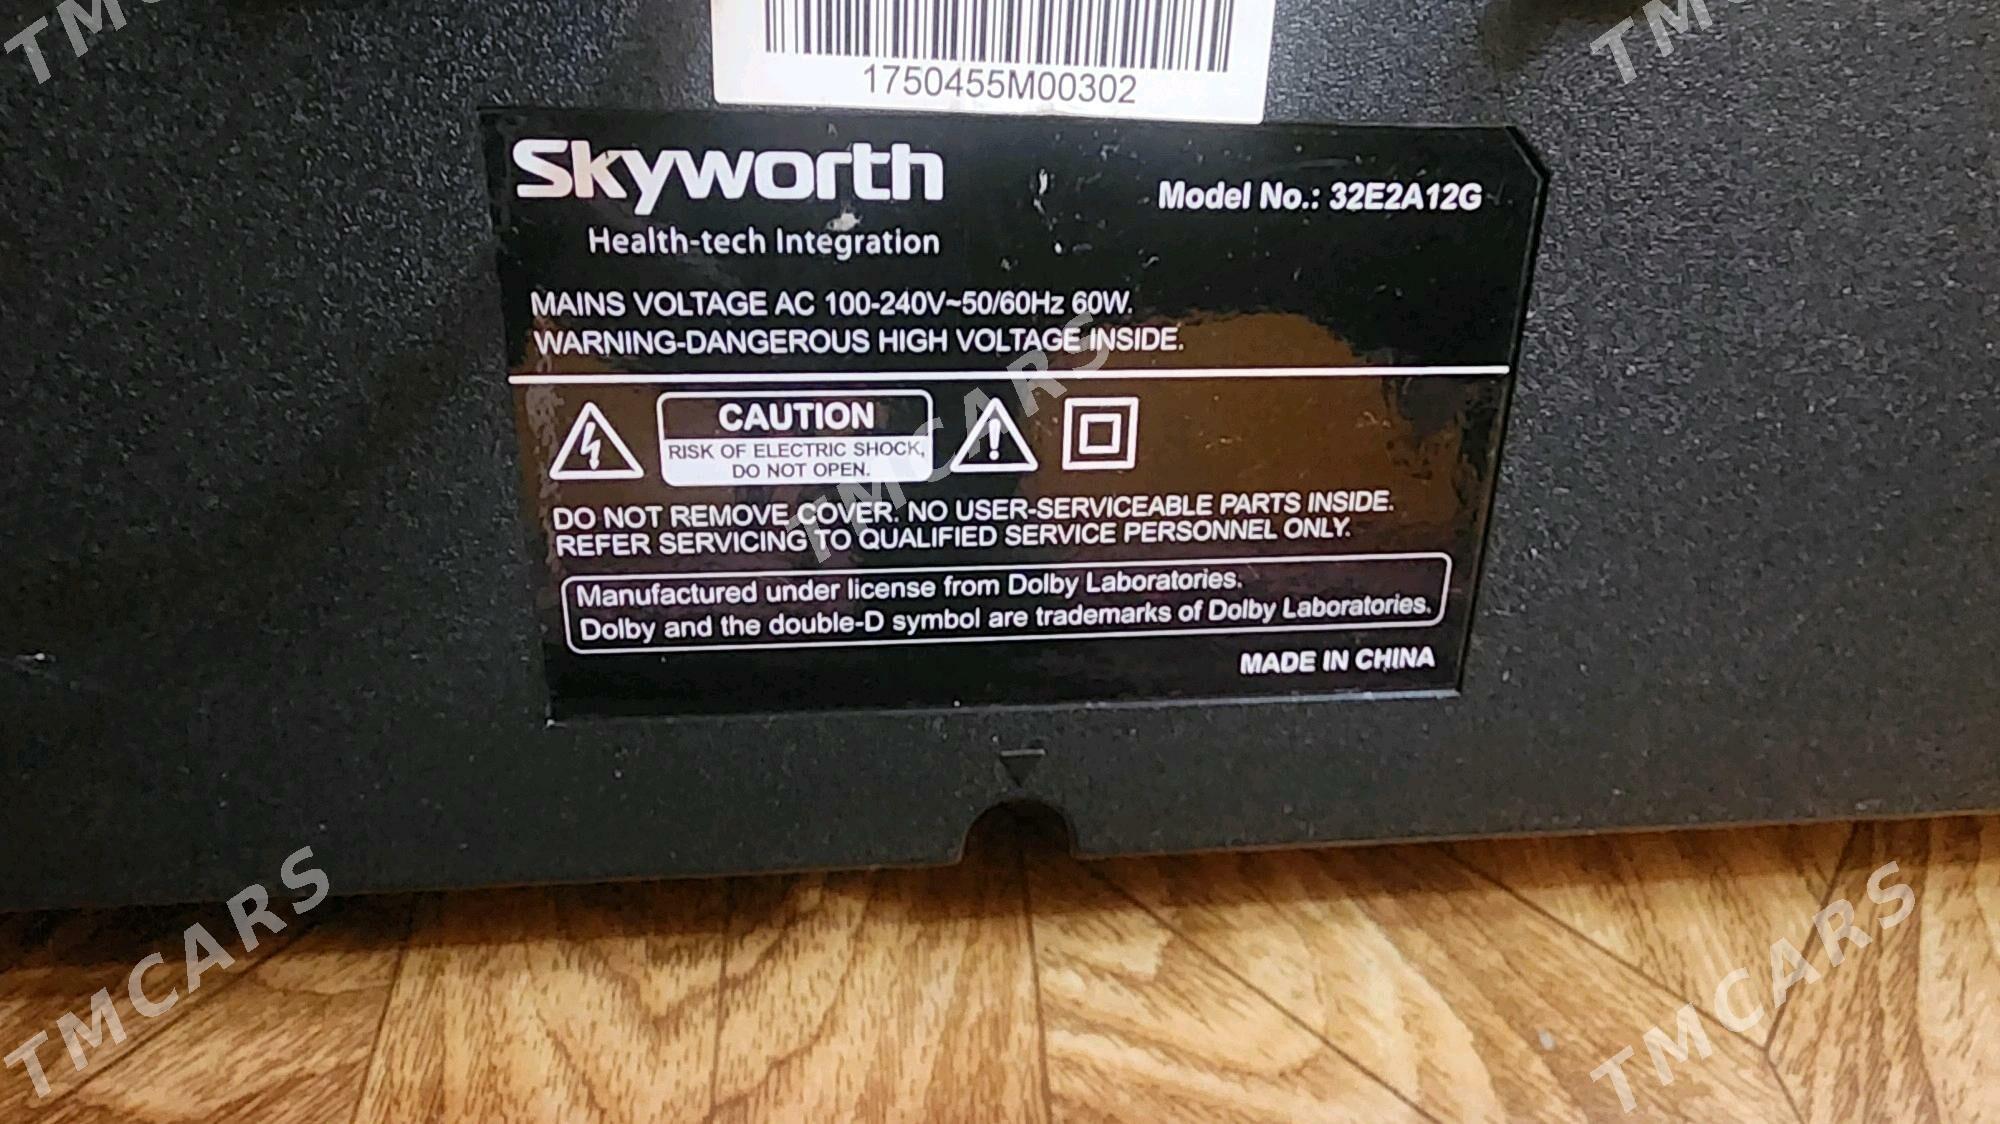 1750455M00302
Skyworth
Health-tech Integration
Model No.: 32E2A12G
MAINS VOLTAGE AC 100-240V~50/60Hz 60W.
WARNING-DANGEROUS HIGH VOLTAGE INSIDE.
CAUTION
RISK OF ELECTRIC SHOCK,
DO NOT OPEN.
DO NOT REMOVE COVER. NO USER-SERVICEABLE PARTS INSIDE.
REFER SERVICING TO QUALIFIED SERVICE PERSONNEL ONLY.
Manufactured under license from Dolby Laboratories.
Dolby and the double-D symbol are trademarks of Dolby Laboratories.
MADE IN CHINA
TMCARS
TMCARS
TMCARS